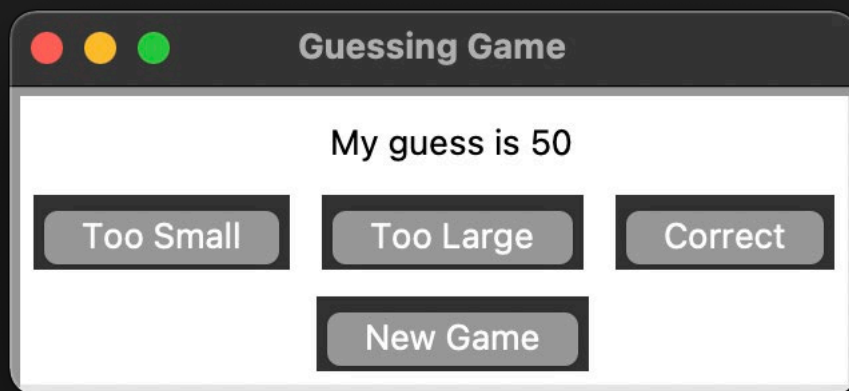 Guessing Game
My guess is 50
Too Small Too Large Correct
New Game